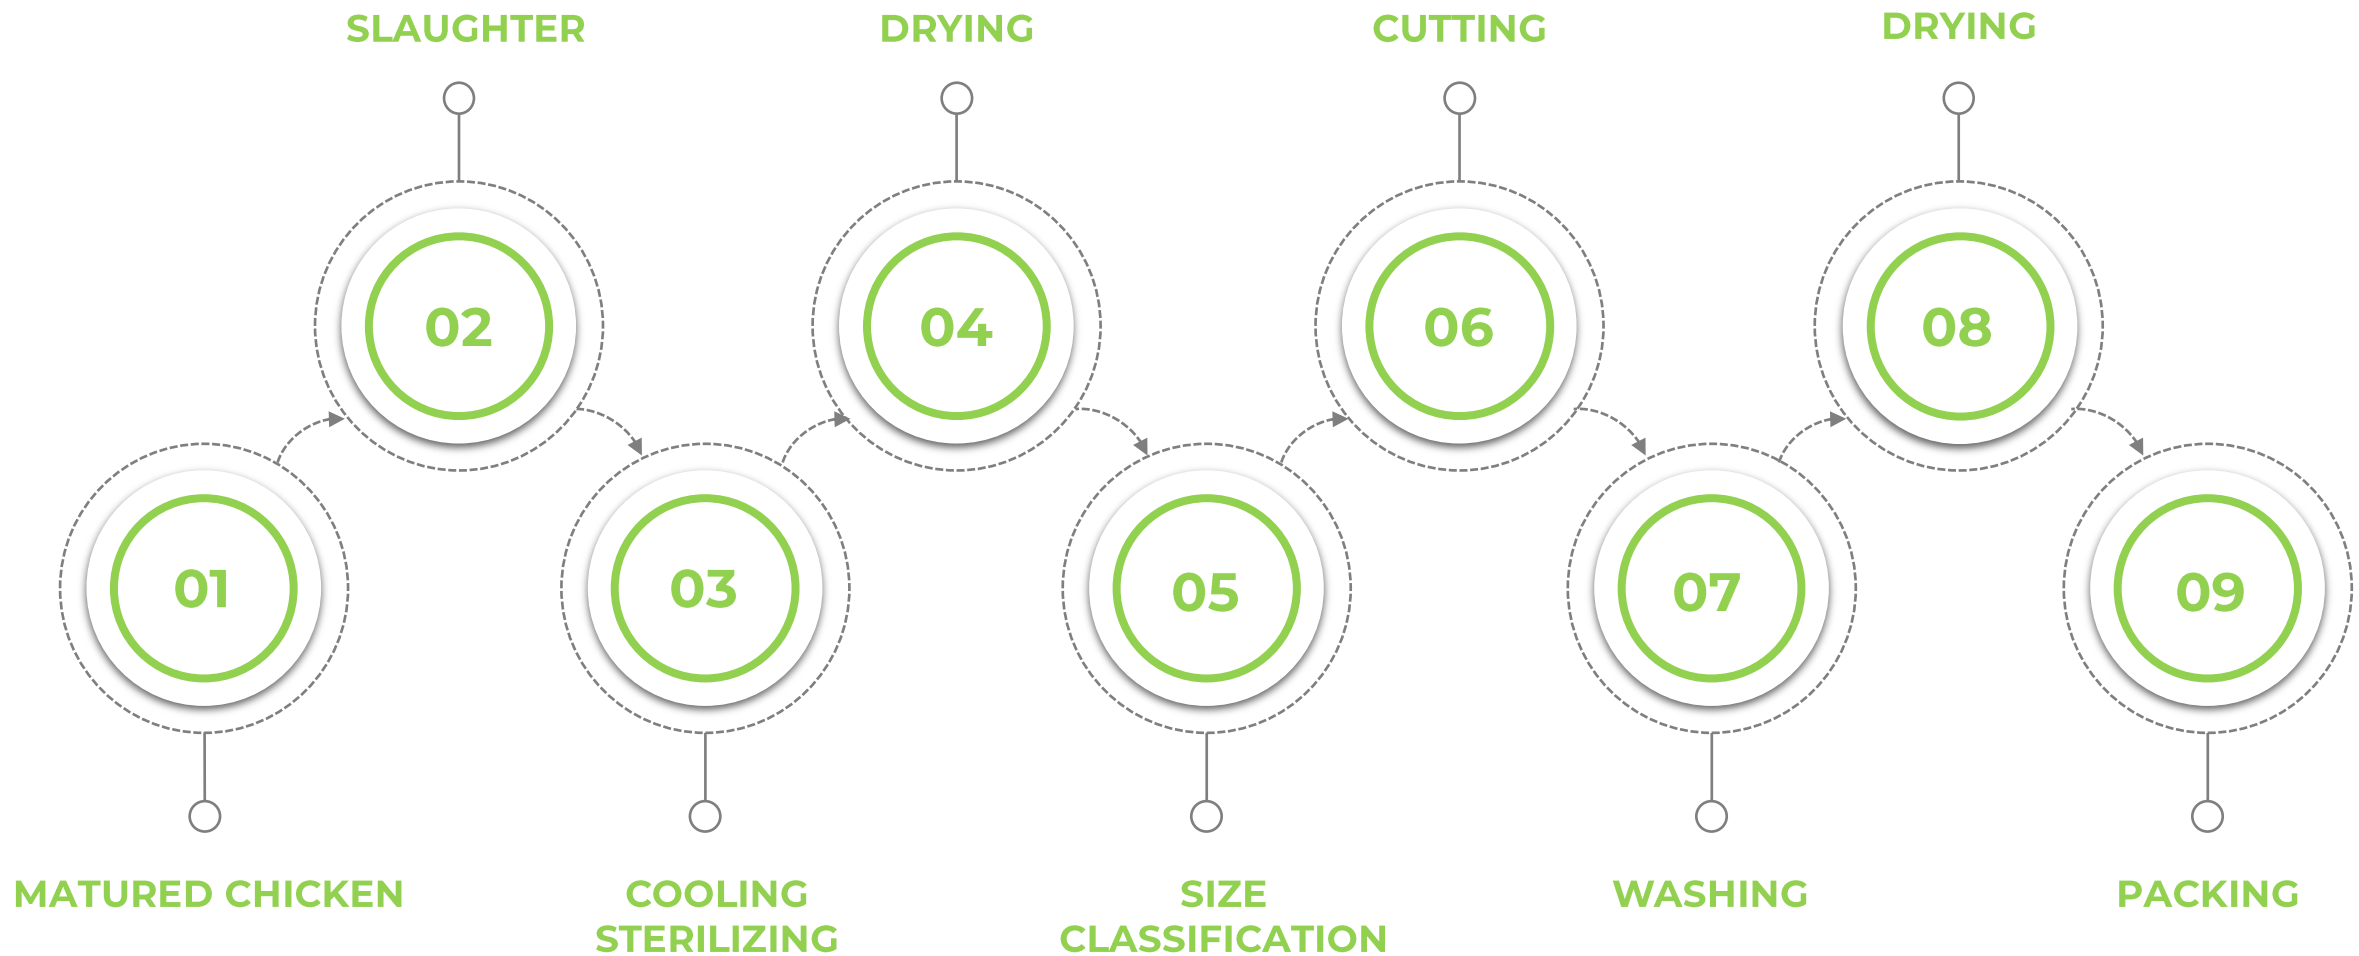 SLAUGHTER
DRYING
CUTTING
DRYING
02
04
06
08
01
03
05
07
09
MATURED CHICKEN
COOLING
STERILIZING
SIZE
CLASSIFICATION
WASHING
PACKING